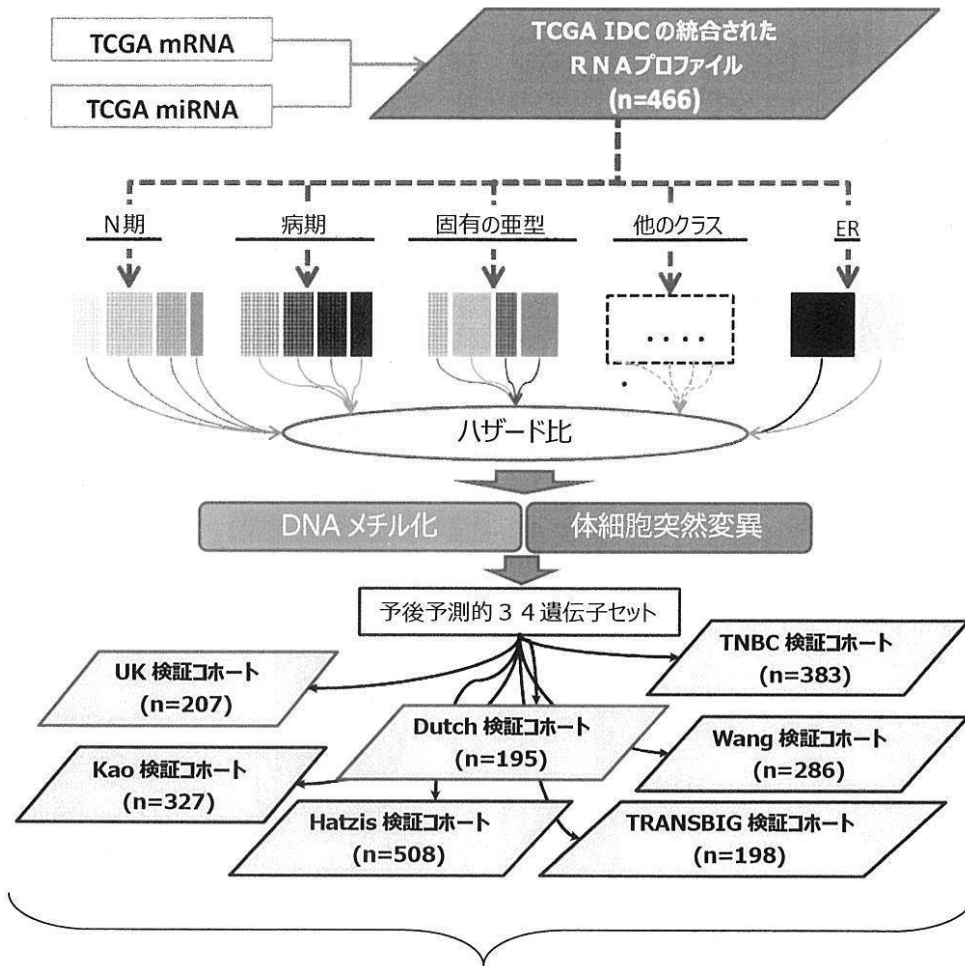 TCGA mRNA
TCGA miRNA
TCGA IDC の統合された
ＲＮＡプロファイル
(n=466)
Ｎ期
病期
固有の亜型
他のクラス
ER
. . . .
.
ハザード比
DNA メチル化
体細胞突然変異
予後予測的３４遺伝子セット
UK 検証コホート
(n=207)
TNBC 検証コホート
(n=383)
Dutch 検証コホート
(n=195)
Wang 検証コホート
(n=286)
Kao 検証コホート
(n=327)
Hatzis 検証コホート
(n=508)
TRANSBIG 検証コホート
(n=198)